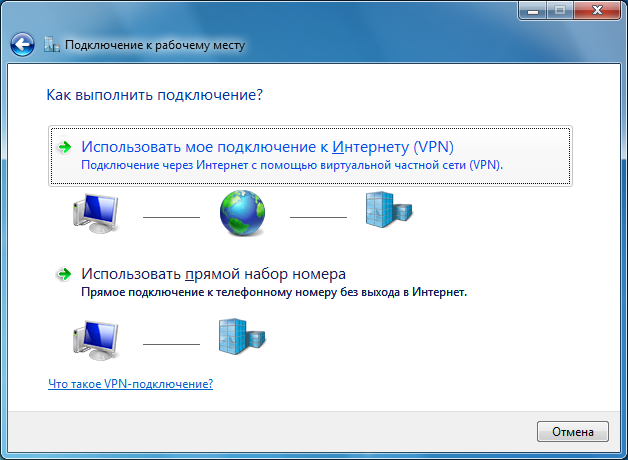 Подключение к рабочему месту
Как выполнить подключение?
Использовать мое подключение к Интернету (VPN)
Подключение через Интернет с помощью виртуальной частной сети (VPN).
Использовать прямой набор номера
Прямое подключение к телефонному номеру без выхода в Интернет.
Что такое VPN-подключение?
Отмена